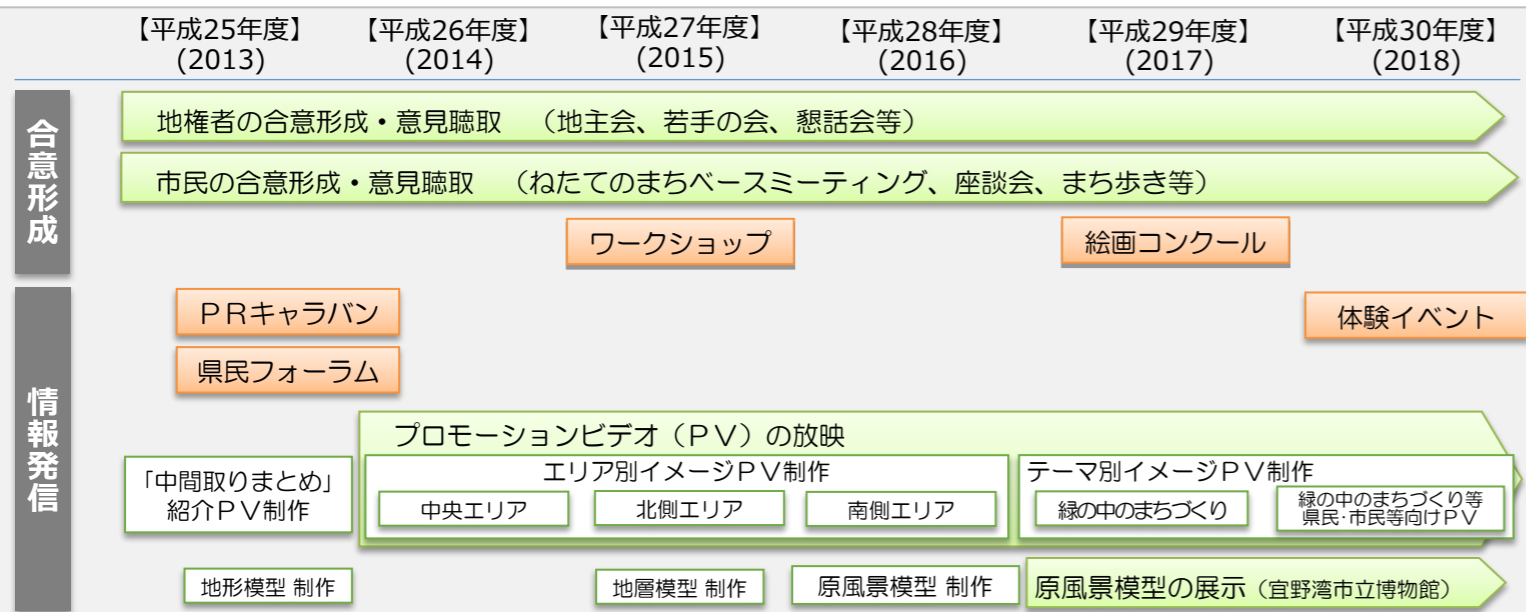 【平成25年度】 【平成26年度】 【平成27年度】 【平成28年度】 【平成29年度】 【平成30年度】
(2013) (2014) (2015) (2016) (2017) (2018)
合意形成
地権者の合意形成・意見聴取 （地主会、若手の会、懇話会等）
市民の合意形成・意見聴取 （ねたてのまちベースミーティング、座談会、まち歩き等）
ワークショップ 絵画コンクール
情報発信
ＰＲキャラバン 体験イベント
県民フォーラム
プロモーションビデオ（ＰＶ）の放映
「中間取りまとめ」
紹介ＰＶ制作
エリア別イメージＰＶ制作
中央エリア 北側エリア 南側エリア
テーマ別イメージＰＶ制作
緑の中のまちづくり
緑の中のまちづくり等
県民･市民等向けＰＶ
地形模型 制作 地層模型 制作 原風景模型 制作 原風景模型の展示（宜野湾市立博物館）